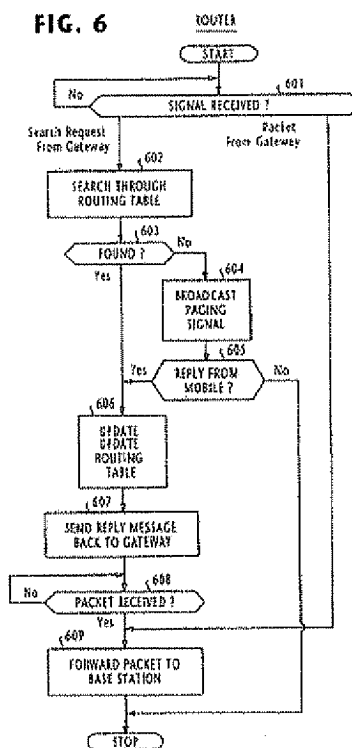 FIG. 6
ROUTER
START
601
No
SIGNAL RECEIVED ?
Search Request
From Gateway
Packet
From Gateway
602
SEARCH THROUGH
ROUTING TABLE
603
FOUND ?
No
Yes
604
BROADCAST
PAGING
SIGNAL
605
Yes
REPLY FROM
MOBILE ?
No
606
UPDATE
UPDATE
ROUTING
TABLE
607
SEND REPLY MESSAGE
BACK TO GATEWAY
608
No
PACKET RECEIVED ?
Yes
609
FORWARD PACKET TO
BASE STATION
STOP